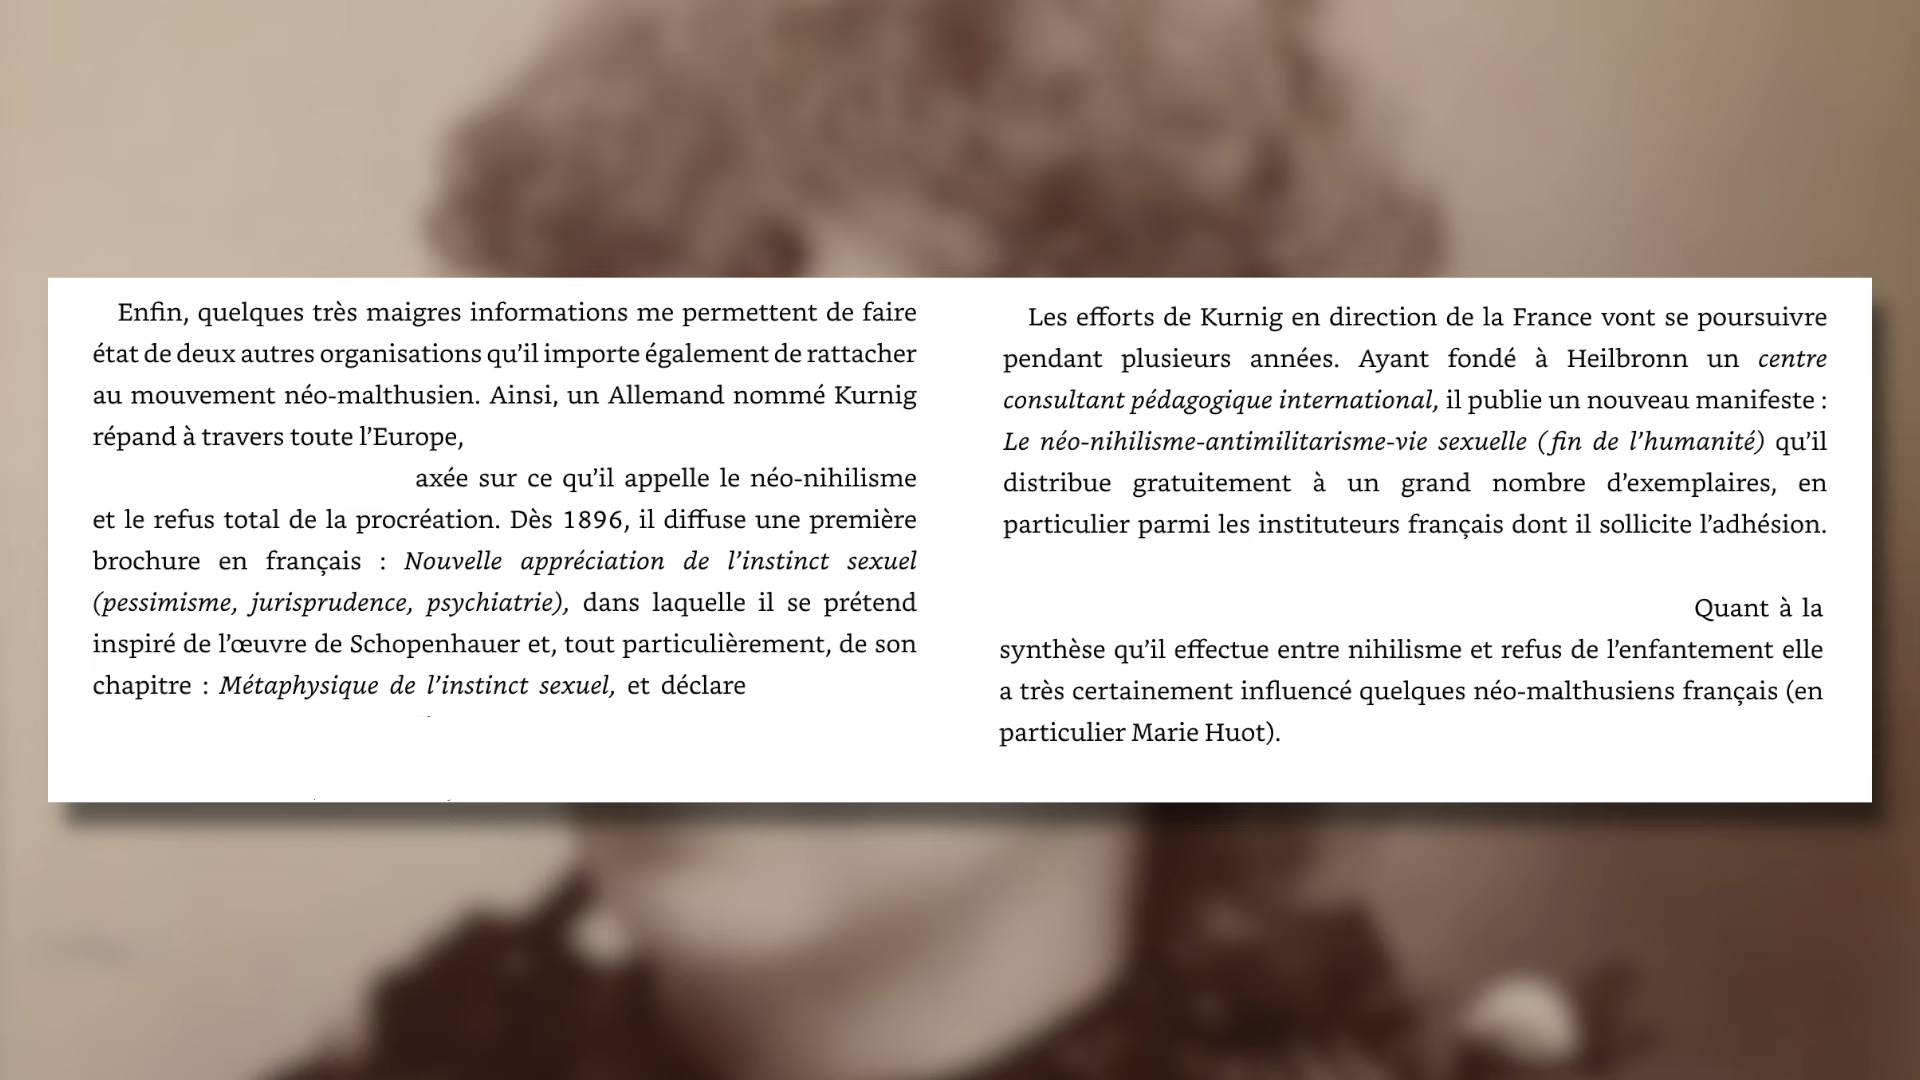 Enfin, quelques très maigres informations me permettent de faire
état de deux autres organisations qu’il importe également de rattacher
au mouvement néo-malthusien. Ainsi, un Allemand nommé Kurnig
répand à travers toute l’Europe,
axée sur ce qu’il appelle le néo-nihilisme
et le refus total de la procréation. Dès 1896, il diffuse une première
brochure en français : Nouvelle appréciation de l’instinct sexuel
(pessimisme, jurisprudence, psychiatrie), dans laquelle il se prétend
inspiré de l’œuvre de Schopenhauer et, tout particulièrement, de son
chapitre : Métaphysique de l’instinct sexuel, et déclare
Les efforts de Kurnig en direction de la France vont se poursuivre
pendant plusieurs années. Ayant fondé à Heilbronn un centre
consultant pédagogique international, il publie un nouveau manifeste :
Le néo-nihilisme-antimilitarisme-vie sexuelle (fin de l’humanité) qu’il
distribue gratuitement à un grand nombre d’exemplaires, en
particulier parmi les instituteurs français dont il sollicite l’adhésion.
Quant à la
synthèse qu’il effectue entre nihilisme et refus de l’enfantement elle
a très certainement influencé quelques néo-malthusiens français (en
particulier Marie Huot).